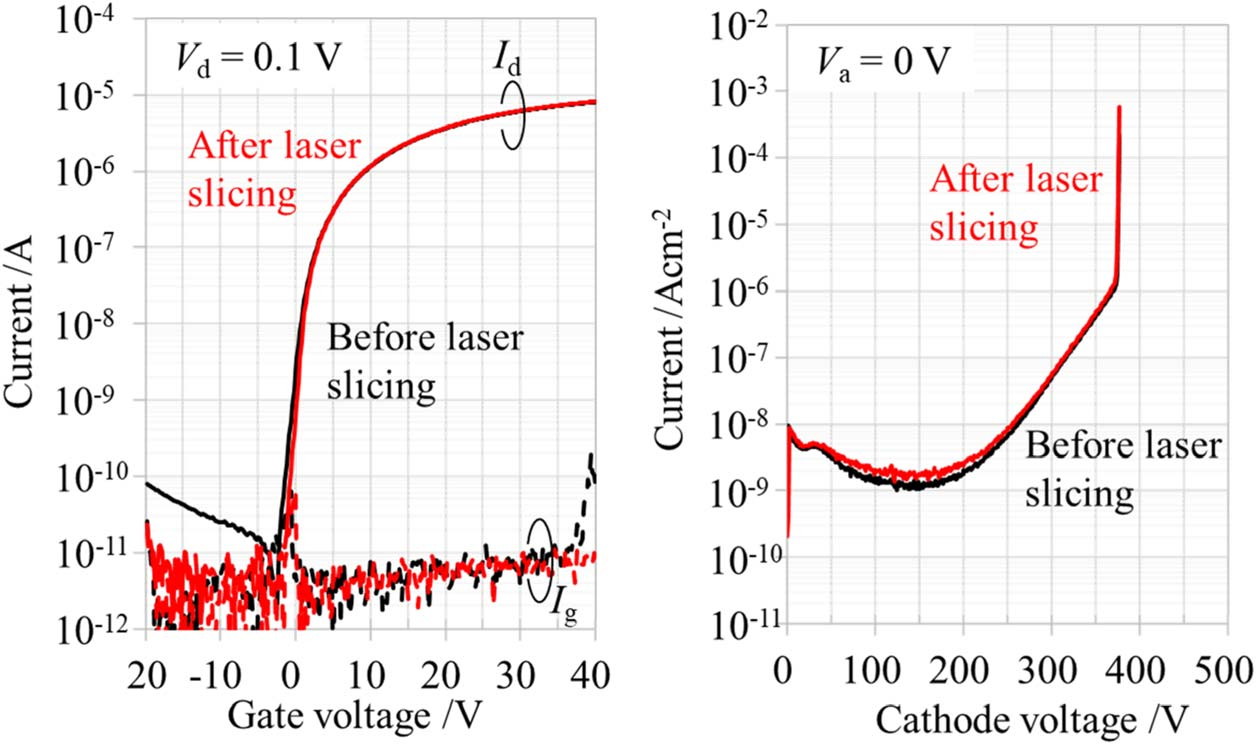 10-4
10-5
10-6
10-7
10-8
10-9
10-10
10-11
10-12
Current /A
Vd = 0.1 V
Id
After laser
slicing
Before laser
slicing
Ig
20 -10 0 10 20 30 40
Gate voltage /V
10-2
10-3
10-4
10-5
10-6
10-7
10-8
10-9
10-10
10-11
Current /Acm-2
Va = 0 V
After laser
slicing
Before laser
slicing
0 100 200 300 400 500
Cathode voltage /V